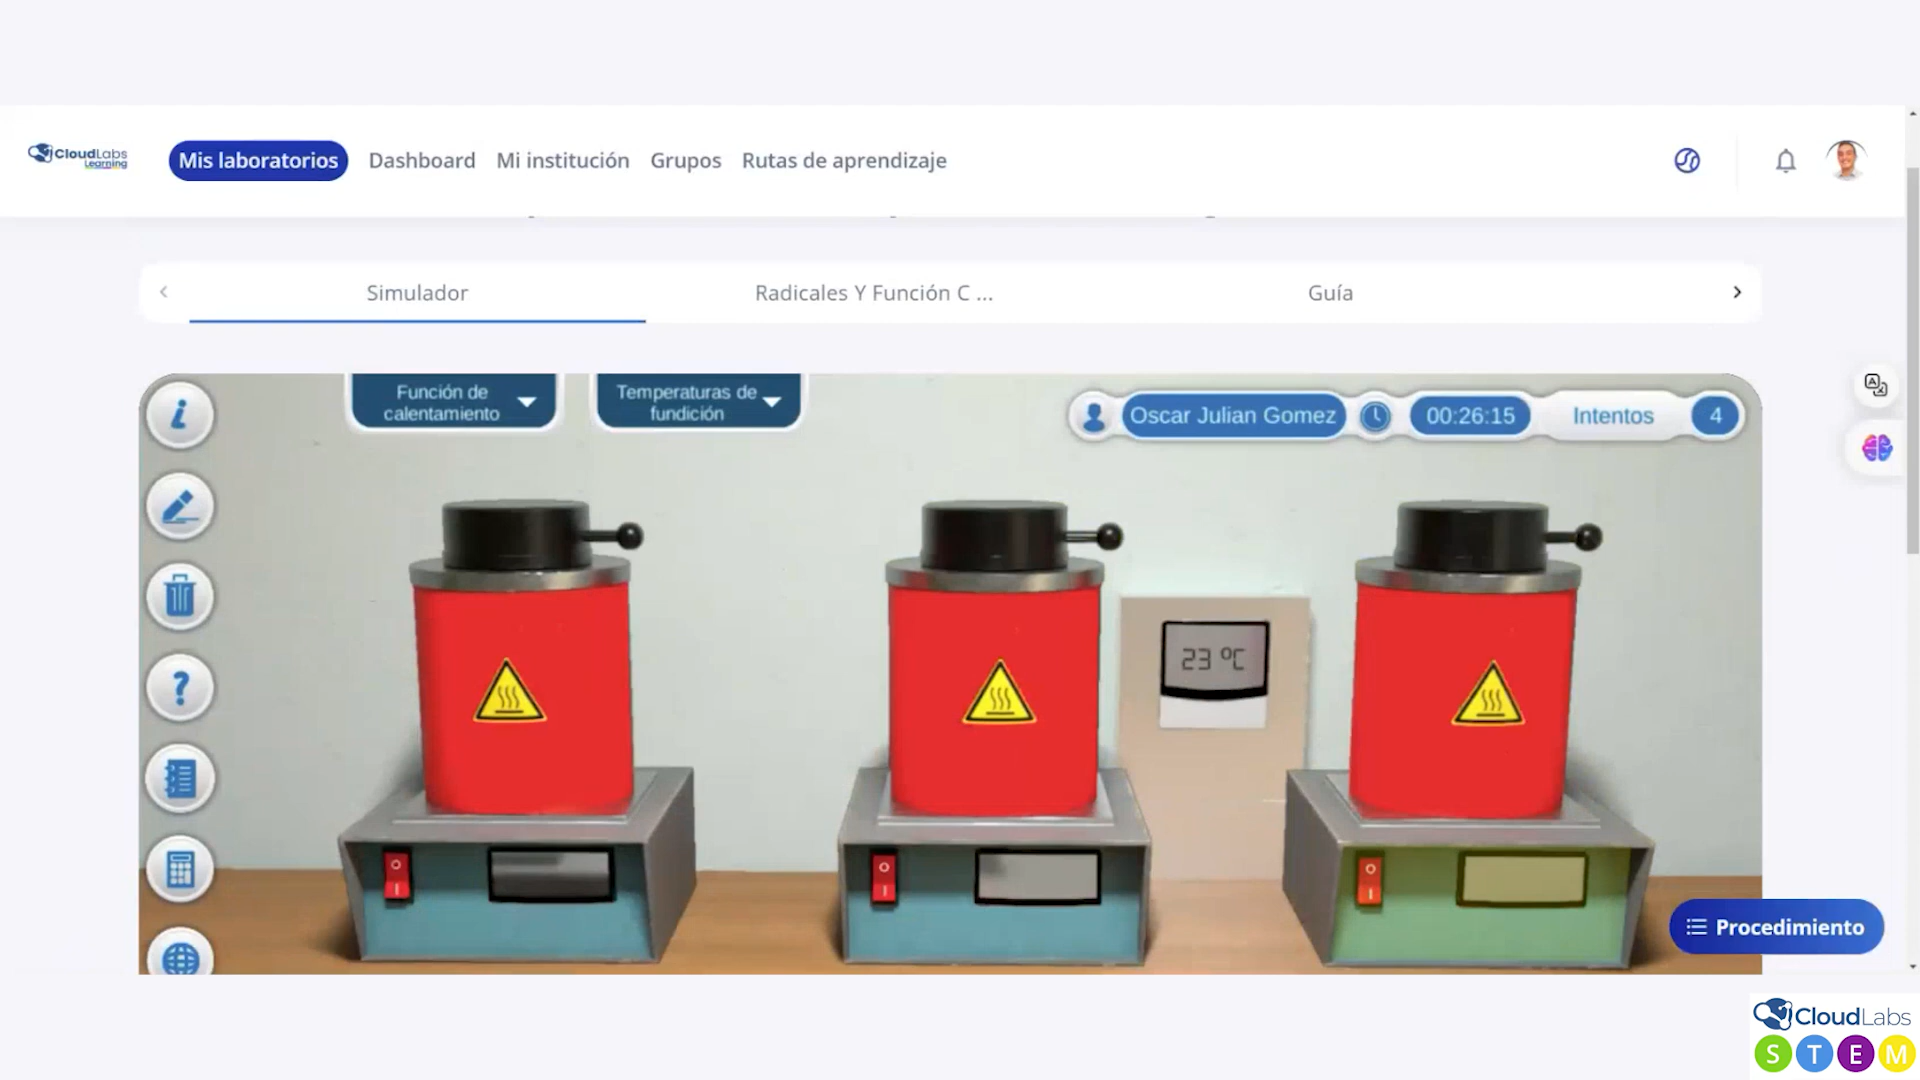 CloudLabs
Learning
Mis laboratorios
Dashboard
Mi institución
Grupos
Rutas de aprendizaje
Simulador
Radicales Y Función C ...
Guía
Función de
calentamiento
Temperaturas de
fundición
Oscar Julian Gomez
00:26:15
Intentos
4
23 ºC
Procedimiento
CloudLabs
S T E M